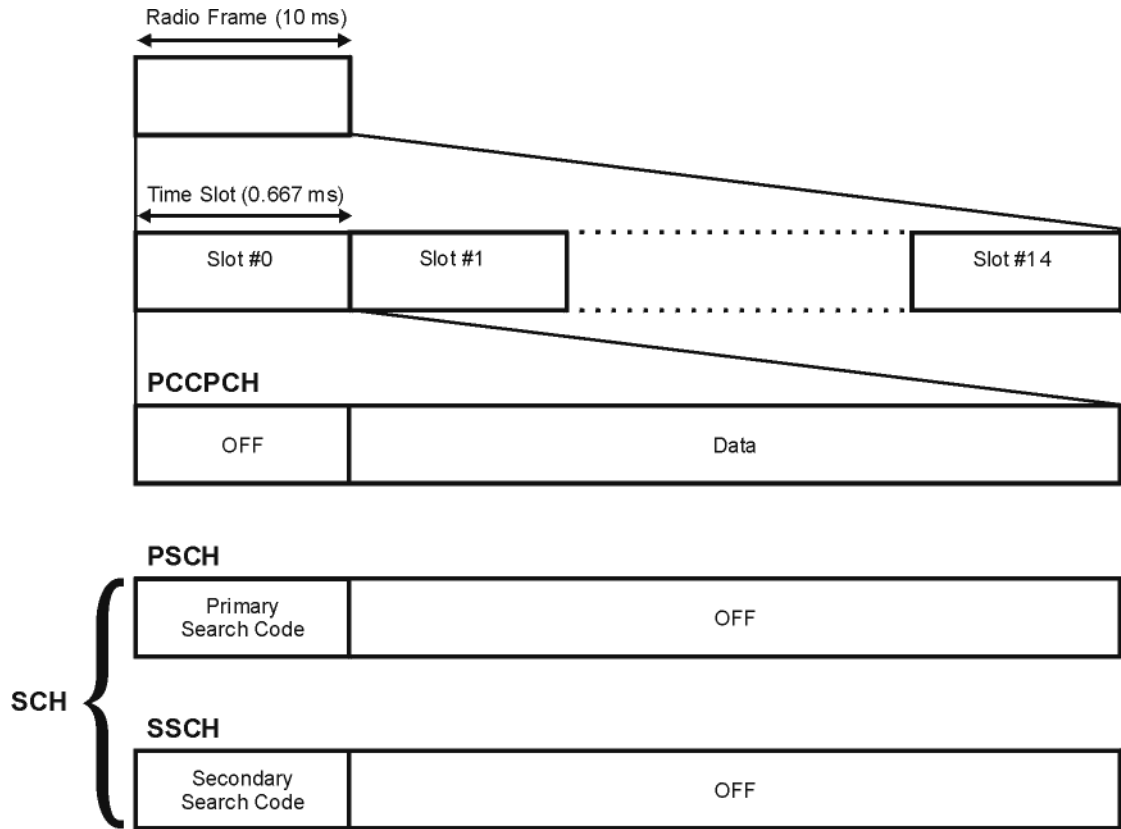 Radio Frame (10 ms)
Time Slot (0.667 ms)
Slot #0
Slot #1
Slot #14
PCCPCH
OFF
Data
PSCH
Primary
Search Code
OFF
SCH
SSCH
Secondary
Search Code
OFF